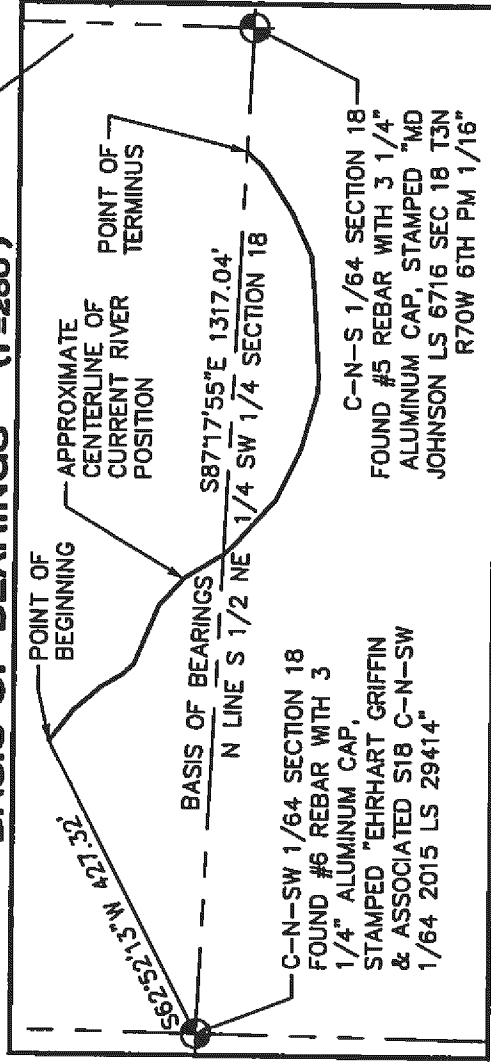 BASIS OF BEARINGS (1"=280')
POINT OF
BEGINNING
APPROXIMATE
CENTERLINE OF
CURRENT RIVER
POSITION
POINT OF
TERMINUS
S62°52'13"W 427.32'
BASIS OF BEARINGS S87°17'55"E 1317.04'
N LINE S 1/2 NE 1/4 SW 1/4 SECTION 18
C-N-SW 1/64 SECTION 18
FOUND #6 REBAR WITH 3
1/4" ALUMINUM CAP,
STAMPED "EHRHART GRIFFIN
& ASSOCIATED S18 C-N-SW
1/64 2015 LS 29414"
C-N-S 1/64 SECTION 18
FOUND #5 REBAR WITH 3 1/4"
ALUMINUM CAP, STAMPED "MD
JOHNSON LS 6716 SEC 18 T3N
R70W 6TH PM 1/16"